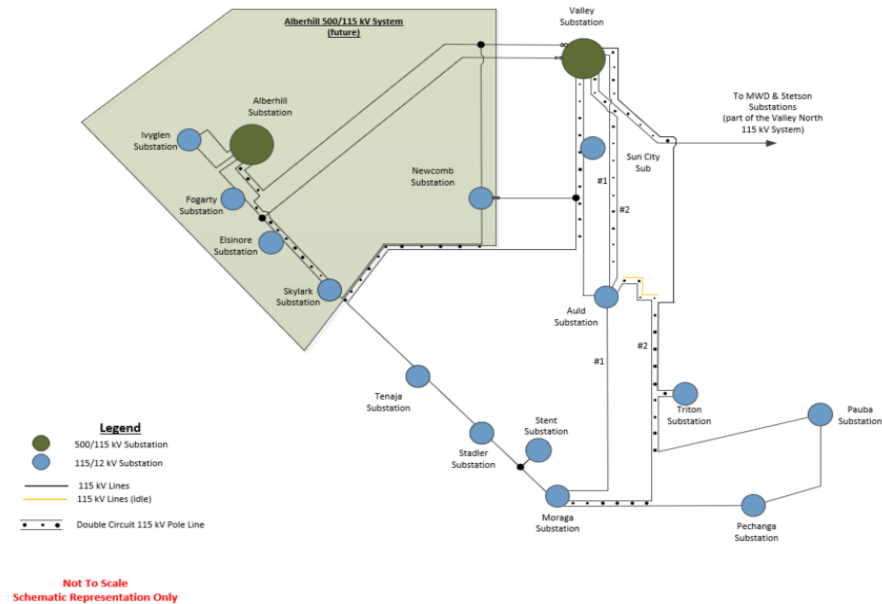 Alberhill 500/115 kV System
(future)
Valley
Substation
To MWD & Stetson
Substations
(part of the Valley North
115 kV System)
Alberhill
Substation
Ivyglen
Substation
Sun City
Sub
Newcomb
Substation
#1
Fogarty
Substation
#2
Elsinore
Substation
Skylark
Substation
Auld
Substation
#2
#1
Tenaja
Substation
Triton
Substation
Pauba
Substation
Stent
Substation
Stadler
Substation
Moraga
Substation
Pechanga
Substation
Legend
500/115 kV Substation
115/12 kV Substation
115 kV Lines
115 kV Lines (idle)
Double Circuit 115 kV Pole Line
Not To Scale
Schematic Representation Only